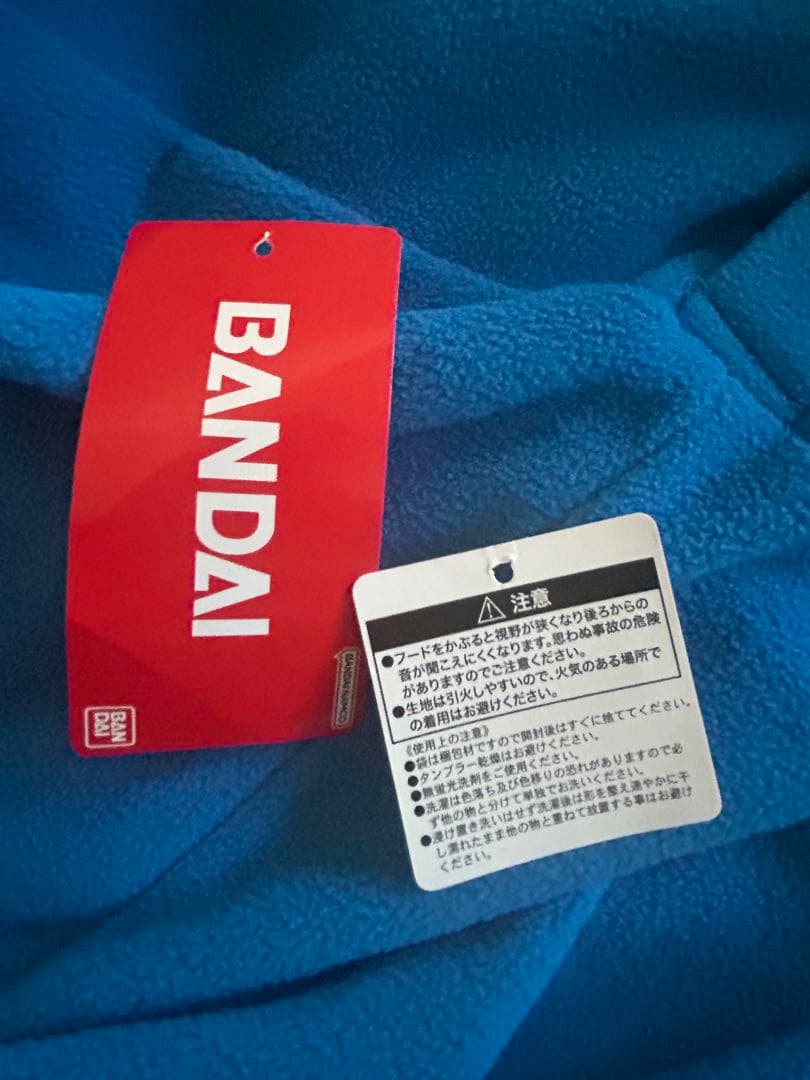 BANDAI
BAN
DAI
BANDAI NAMCO
注意
●フードをかぶると視野が狭くなり後ろからの
音が聞こえにくくなります。思わぬ事故の危険
がありますのでご注意ください。
●生地は引火しやすいので、火気のある場所で
の着用はお避けください。
《使用上の注意》
●袋は梱包材ですので開封後はすぐに捨ててください。
●タンブラー乾燥はお避けください。
●無蛍光洗剤をご使用ください。
●洗濯は色落ち及び色移りの恐れがありますので必
ず他の物と分けて単独でお洗いください。
●浸け置き洗いはせず洗濯後は形を整え速やかに干
し濡れたまま他の物と重ねて放置する事はお避け
ください。